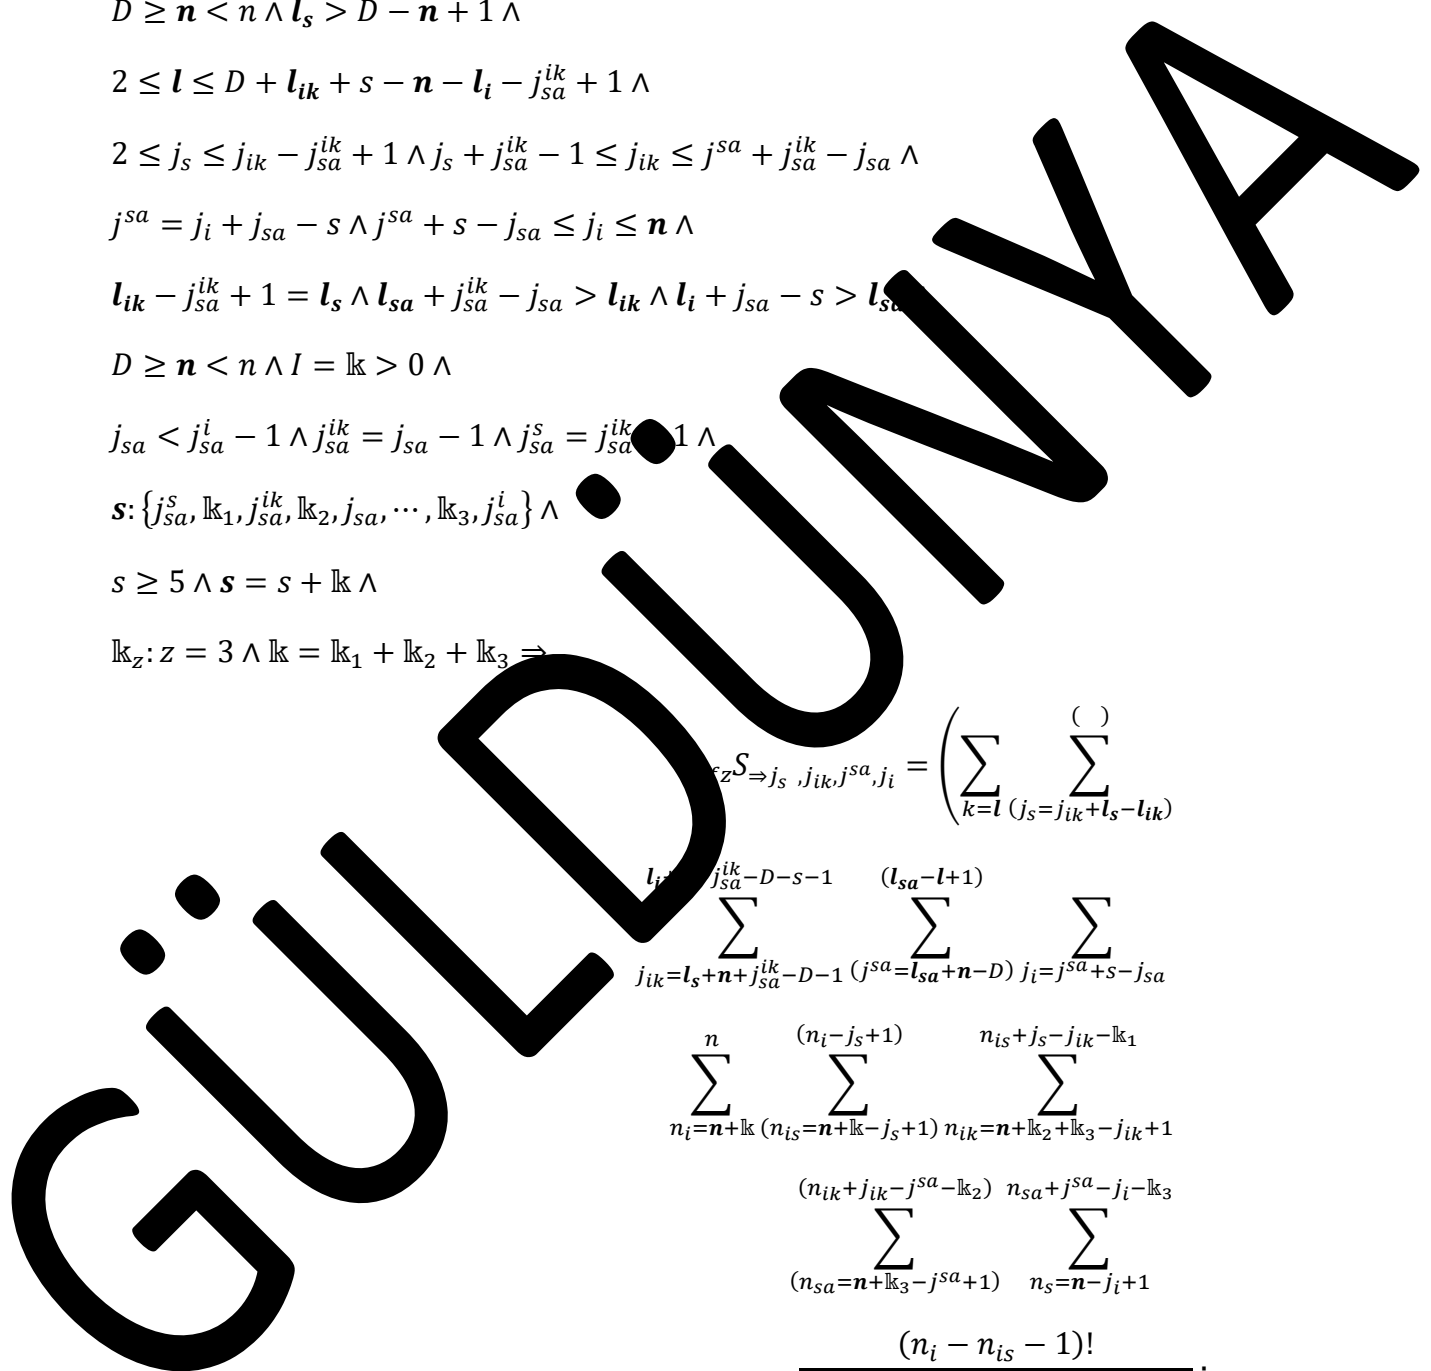 D ≥ n < n ∧ l_s > D − n + 1 ∧
2 ≤ l ≤ D + l_ik + s − n − l_i − j_sa^ik + 1 ∧
2 ≤ j_s ≤ j_ik − j_sa^ik + 1 ∧ j_s + j_sa^ik − 1 ≤ j_ik ≤ j^sa + j_sa^ik − j_sa ∧
j^sa = j_i + j_sa − s ∧ j^sa + s − j_sa ≤ j_i ≤ n ∧
l_ik − j_sa^ik + 1 = l_s ∧ l_sa + j_sa^ik − j_sa > l_ik ∧ l_i + j_sa − s > l_sa
D ≥ n < n ∧ I = 𝕜 > 0 ∧
j_sa < j_sa^i − 1 ∧ j_sa^ik = j_sa − 1 ∧ j_sa^s = j_sa^ik 1 ∧
s: {j_sa^s, 𝕜_1, j_sa^ik, 𝕜_2, j_sa, ⋯, 𝕜_3, j_sa^i} ∧
s ≥ 5 ∧ s = s + 𝕜 ∧
𝕜_z: z = 3 ∧ 𝕜 = 𝕜_1 + 𝕜_2 + 𝕜_3 ⇒
_z S_{⇒j_s, j_ik, j^sa, j_i} = ( ∑_{k=l} ∑_{(j_s=j_ik+l_s−l_ik)}^{( )}
∑_{j_ik=l_s+n+j_sa^ik−D−1}^{j_sa^ik−D−s−1} ∑_{(j^sa=l_sa+n−D)}^{(l_sa−l+1)} ∑_{j_i=j^sa+s−j_sa}
∑_{n_i=n+𝕜}^{n} ∑_{(n_is=n+𝕜−j_s+1)}^{(n_i−j_s+1)} ∑_{n_ik=n+𝕜_2+𝕜_3−j_ik+1}^{n_is+j_s−j_ik−𝕜_1}
∑_{(n_sa=n+𝕜_3−j^sa+1)}^{(n_ik+j_ik−j^sa−𝕜_2)} ∑_{n_s=n−j_i+1}^{n_sa+j^sa−j_i−𝕜_3}
(n_i − n_is − 1)!
GÜLDÜNYA